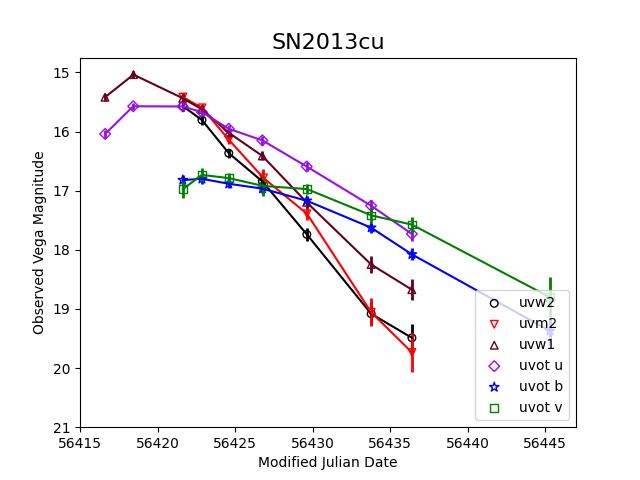 SN2013cu
Observed Vega Magnitude
15
16
17
18
19
20
21
56415 56420 56425 56430 56435 56440 56445
Modified Julian Date
uvw2
uvm2
uvw1
uvot u
uvot b
uvot v